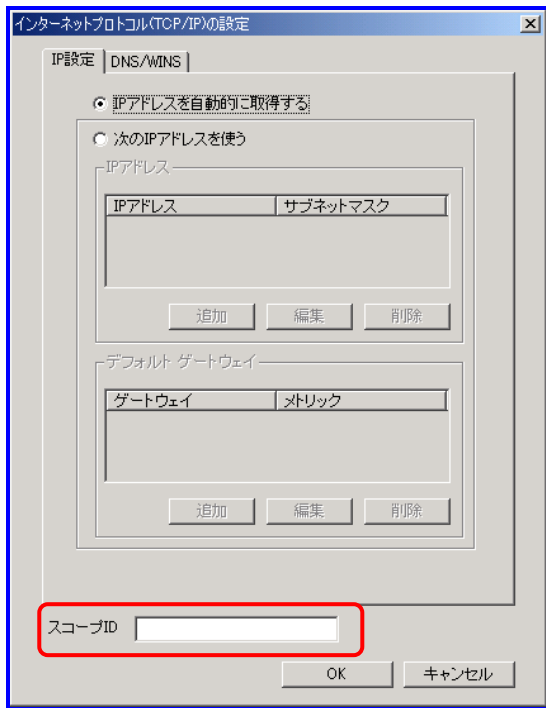 インターネットプロトコル(TCP/IP)の設定
IP設定 DNS/WINS
IPアドレスを自動的に取得する
次のIPアドレスを使う
IPアドレス
IPアドレス サブネットマスク
追加 編集 削除
デフォルト ゲートウェイ
ゲートウェイ メトリック
追加 編集 削除
スコープID
OK キャンセル